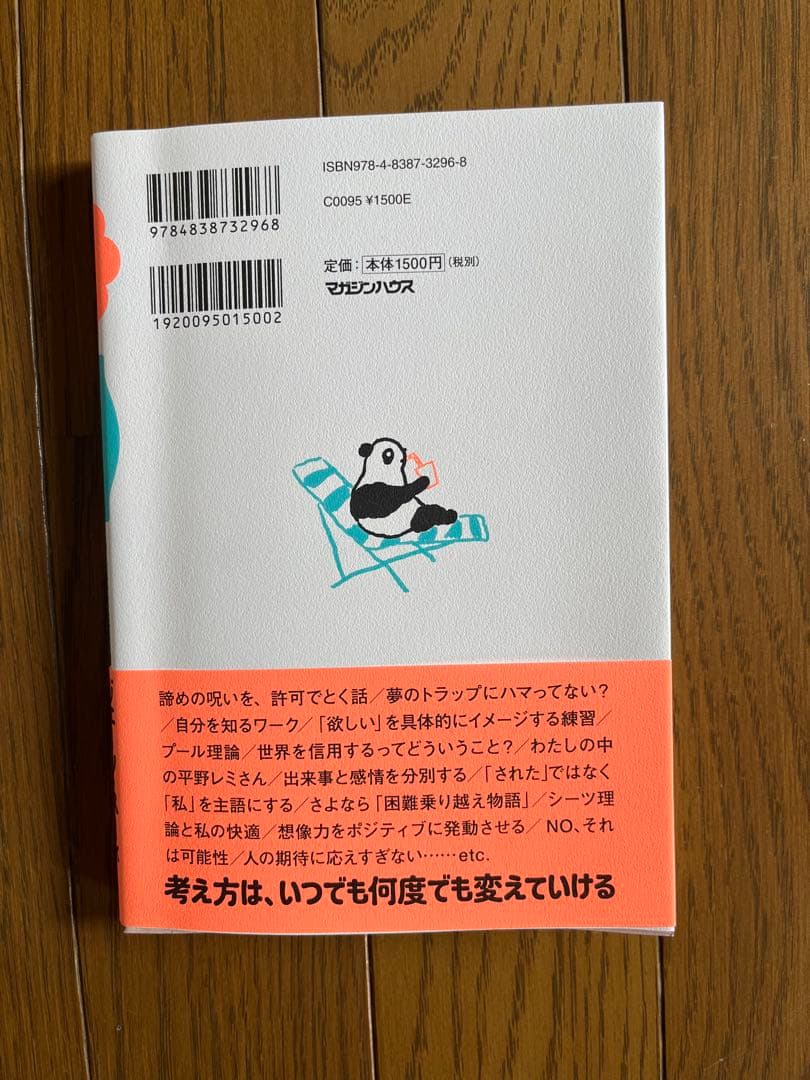 ISBN978-4-8387-3296-8
C0095 ¥1500E
9784838732968
定価：本体1500円(税別)
マガジンハウス
1920095015002
諦めの呪いを、許可でとく話／夢のトラップにハマってない？
／自分を知るワーク／「欲しい」を具体的にイメージする練習／
プール理論／世界を信用するってどういうこと？／わたしの中
の平野レミさん／出来事と感情を分別する／「された」ではなく
「私」を主語にする／さよなら「困難乗り越え物語」／シーツ理
論と私の快適／想像力をポジティブに発動させる／NO、それ
は可能性／人の期待に応えすぎない……etc.
考え方は、いつでも何度でも変えていける